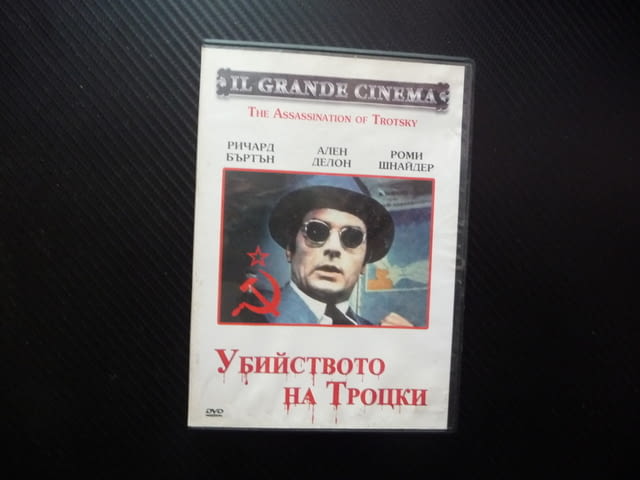 IL GRANDE CINEMA
THE ASSASSINATION OF TROTSKY
РИЧАРД БЪРТЪН
АЛЕН ДЕЛОН
РОМИ ШНАЙДЕР
УБИЙСТВОТО
НА ТРОЦКИ
DVD